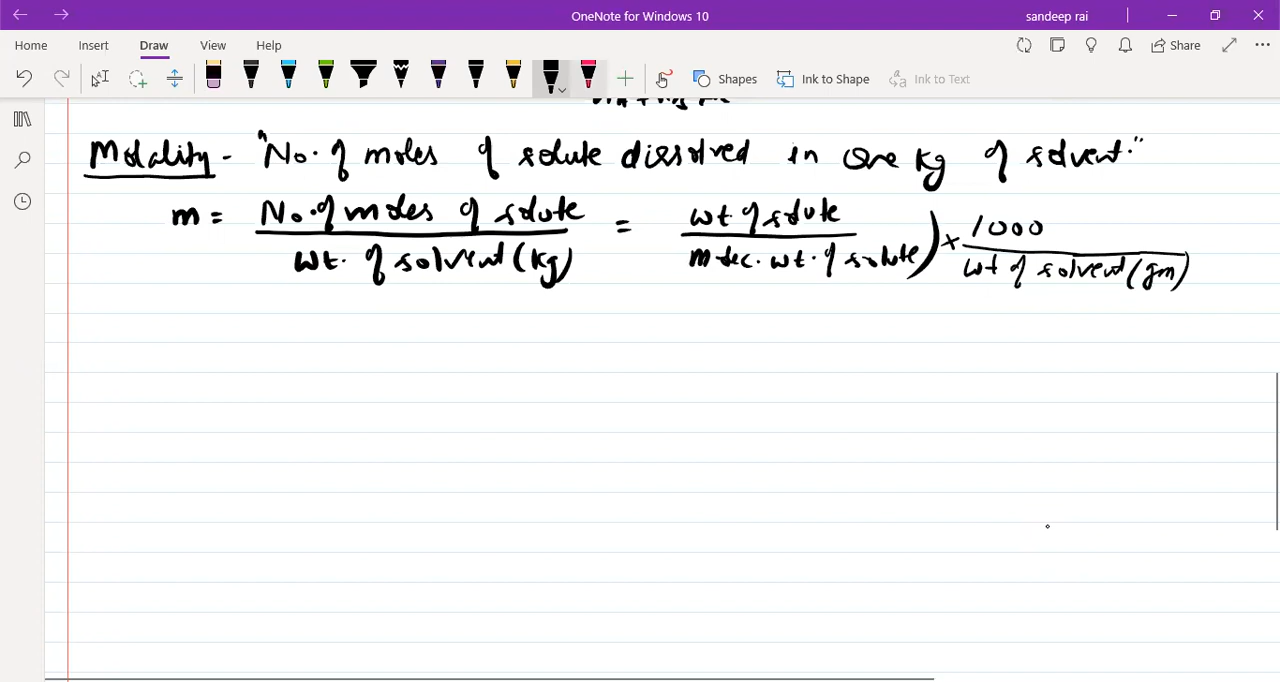 OneNote for Windows 10
sandeep rai
Home Insert Draw View Help
Share
Shapes Ink to Shape Ink to Text
Molality - "No. of moles of solute dissolved in one kg of solvent."
m = No. of moles of solute / wt. of solvent (kg) = wt of solute / molec. wt. of solute) × 1000 / wt of solvent (gm)